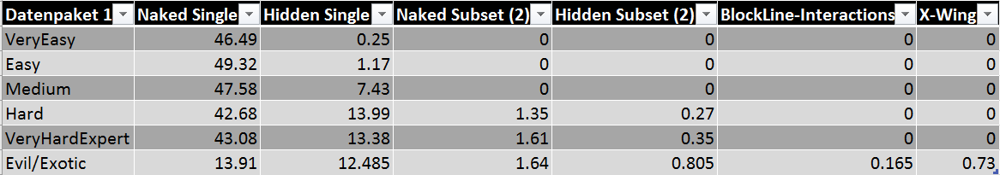 Datenpaket 1 Naked Single Hidden Single Naked Subset (2) Hidden Subset (2) BlockLine-Interactions X-Wing
VeryEasy 46.49 0.25 0 0 0 0
Easy 49.32 1.17 0 0 0 0
Medium 47.58 7.43 0 0 0 0
Hard 42.68 13.99 1.35 0.27 0 0
VeryHardExpert 43.08 13.38 1.61 0.35 0 0
Evil/Exotic 13.91 12.485 1.64 0.805 0.165 0.73